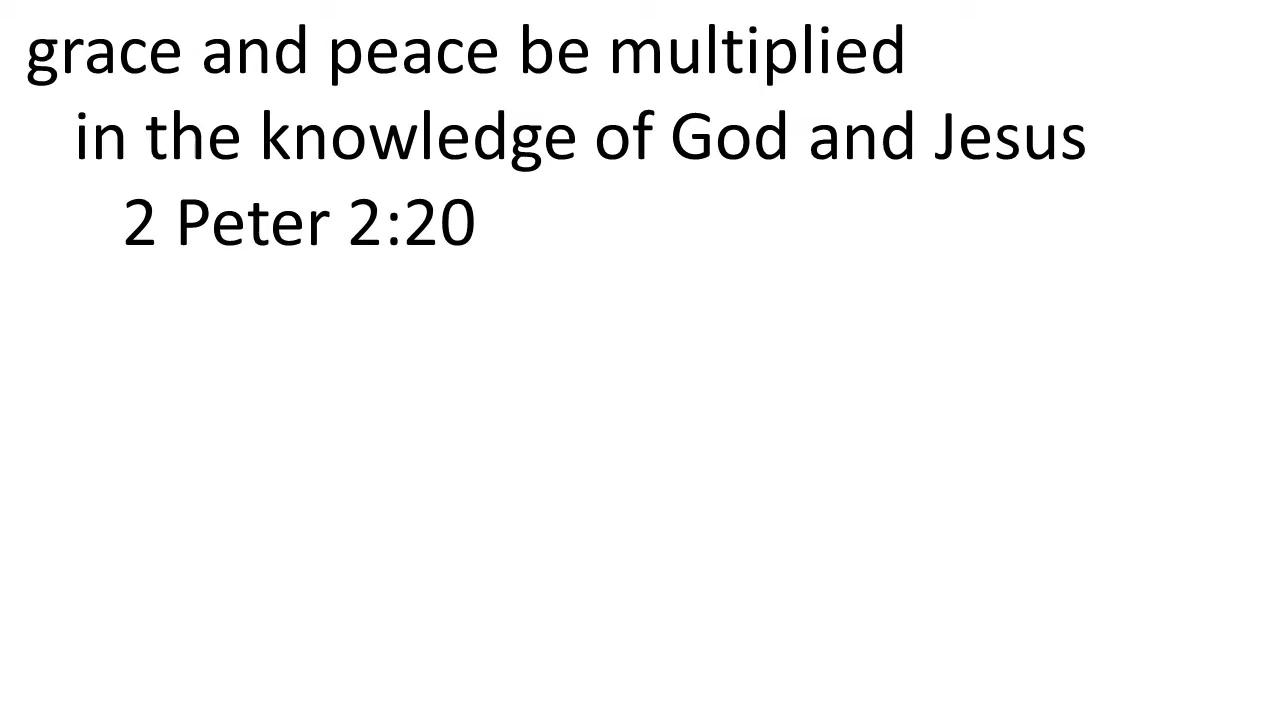 grace and peace be multiplied
in the knowledge of God and Jesus
2 Peter 2:20